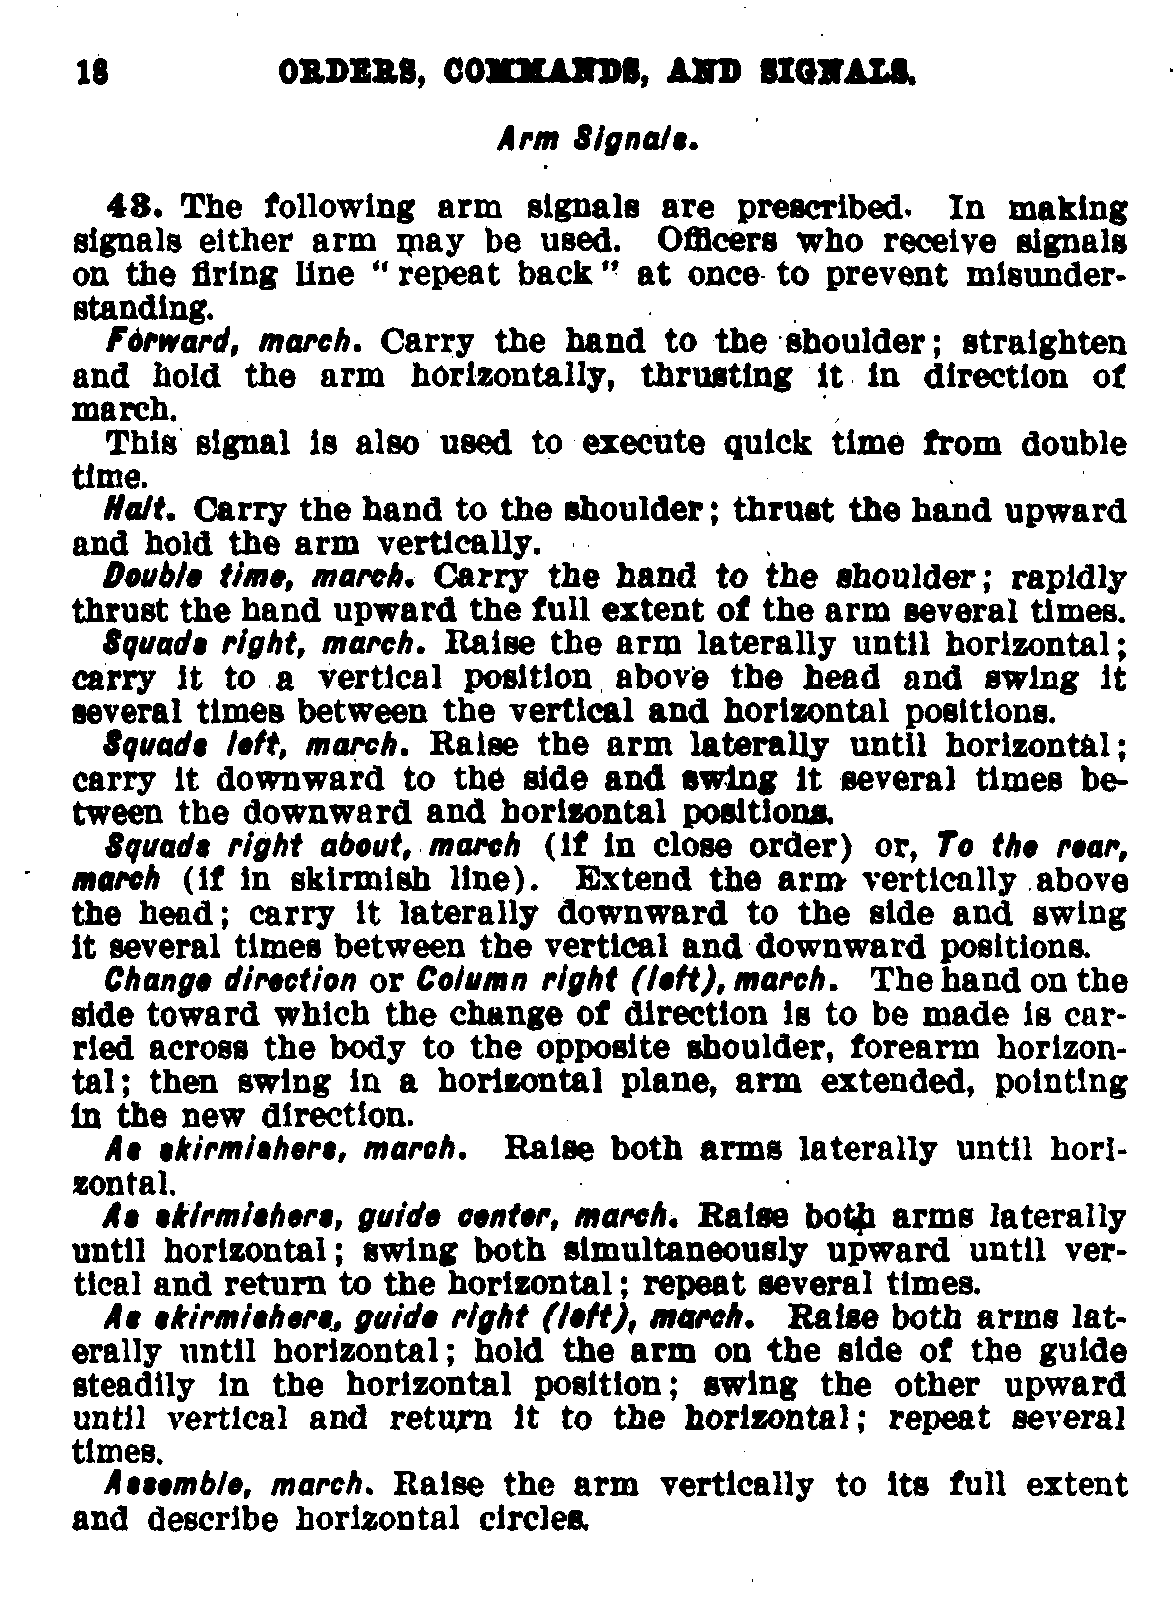 18 ORDERS, COMMANDS, AND SIGNALS.
Arm Signals.
43. The following arm signals are prescribed. In making
signals either arm may be used. Officers who receive signals
on the firing line "repeat back" at once to prevent misunder-
standing.
Forward, march. Carry the hand to the shoulder; straighten
and hold the arm horizontally, thrusting it in direction of
march.
This signal is also used to execute quick time from double
time.
Halt. Carry the hand to the shoulder; thrust the hand upward
and hold the arm vertically.
Double time, march. Carry the hand to the shoulder; rapidly
thrust the hand upward the full extent of the arm several times.
Squads right, march. Raise the arm laterally until horizontal;
carry it to a vertical position above the head and swing it
several times between the vertical and horizontal positions.
Squads left, march. Raise the arm laterally until horizontal;
carry it downward to the side and swing it several times be-
tween the downward and horizontal positions.
Squads right about, march (if in close order) or, To the rear,
march (if in skirmish line). Extend the arm vertically above
the head; carry it laterally downward to the side and swing
it several times between the vertical and downward positions.
Change direction or Column right (left), march. The hand on the
side toward which the change of direction is to be made is car-
ried across the body to the opposite shoulder, forearm horizon-
tal; then swing in a horizontal plane, arm extended, pointing
in the new direction.
As skirmishers, march. Raise both arms laterally until hori-
zontal.
As skirmishers, guide center, march. Raise both arms laterally
until horizontal; swing both simultaneously upward until ver-
tical and return to the horizontal; repeat several times.
As skirmishers, guide right (left), march. Raise both arms lat-
erally until horizontal; hold the arm on the side of the guide
steadily in the horizontal position; swing the other upward
until vertical and return it to the horizontal; repeat several
times.
Assemble, march. Raise the arm vertically to its full extent
and describe horizontal circles.